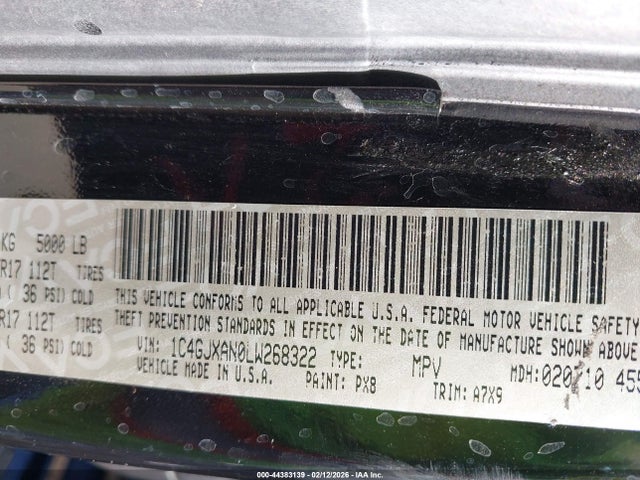 KG 5000 LB
R17 112T TIRES
( 36 PSI) COLD
R17 112T TIRES
( 36 PSI) COLD
THIS VEHICLE CONFORMS TO ALL APPLICABLE U.S.A. FEDERAL MOTOR VEHICLE SAFETY
THEFT PREVENTION STANDARDS IN EFFECT ON THE DATE OF MANUFACTURE SHOWN ABOVE
VIN: 1C4GJXAN0LW268322 TYPE: MPV MDH:
VEHICLE MADE IN U.S.A. PAINT: PX8 TRIM: A7X9
000-44383139 - 02/12/2026 - IAA Inc.